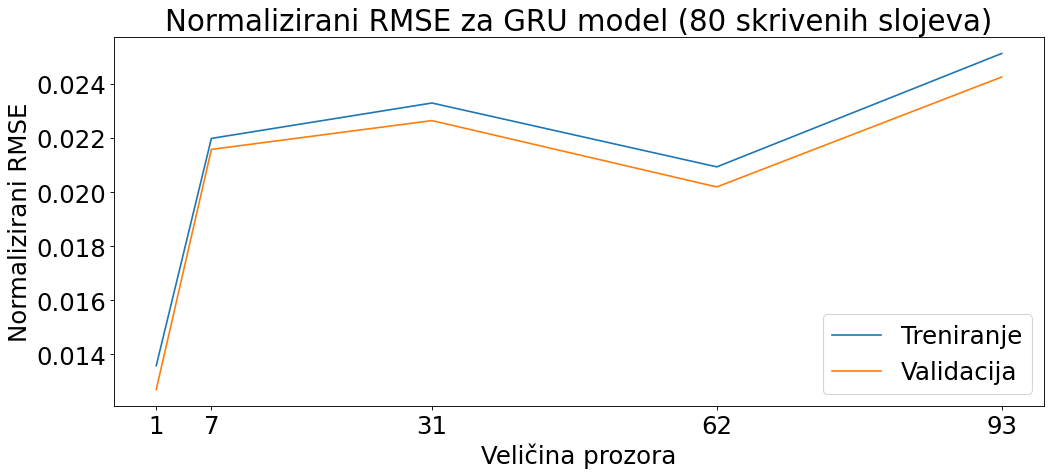 Normalizirani RMSE za GRU model (80 skrivenih slojeva)
Normalizirani RMSE
0.024
0.022
0.020
0.018
0.016
0.014
Treniranje
Validacija
1 7 31 62 93
Veličina prozora